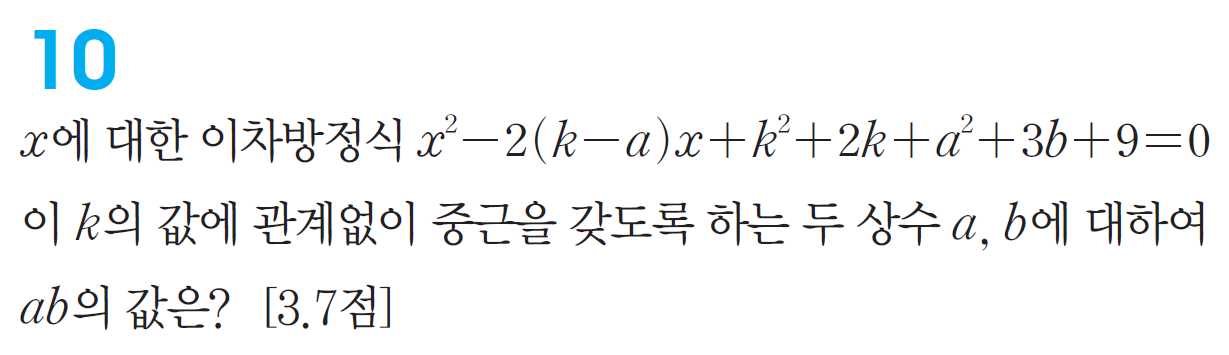 10
x에 대한 이차방정식 x²-2(k-a)x+k²+2k+a²+3b+9=0
이 k의 값에 관계없이 중근을 갖도록 하는 두 상수 a, b에 대하여
ab의 값은? [3.7점]